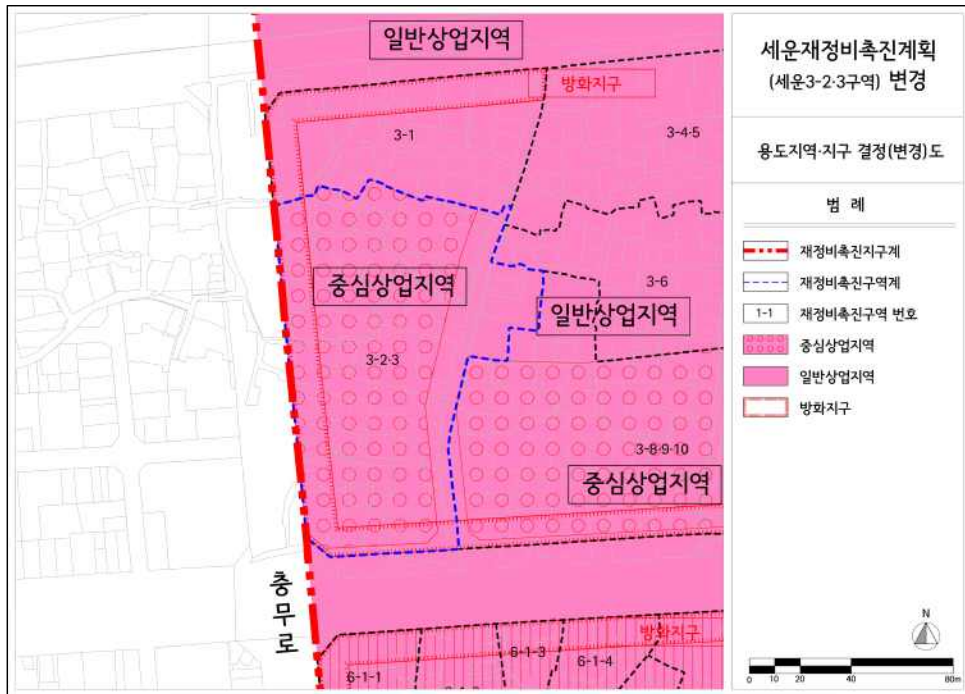 일반상업지역
방화지구
3-1
3-4·5
중심상업지역
3-6
일반상업지역
3-2·3
3-8·9·10
중심상업지역
충무로
방화지구
6-1-3
6-1-4
6-1-1
세운재정비촉진계획
(세운3-2·3구역) 변경
용도지역·지구 결정(변경)도
범 례
재정비촉진지구계
재정비촉진구역계
1-1 재정비촉진구역 번호
중심상업지역
일반상업지역
방화지구
N
0 10 20 40 80m